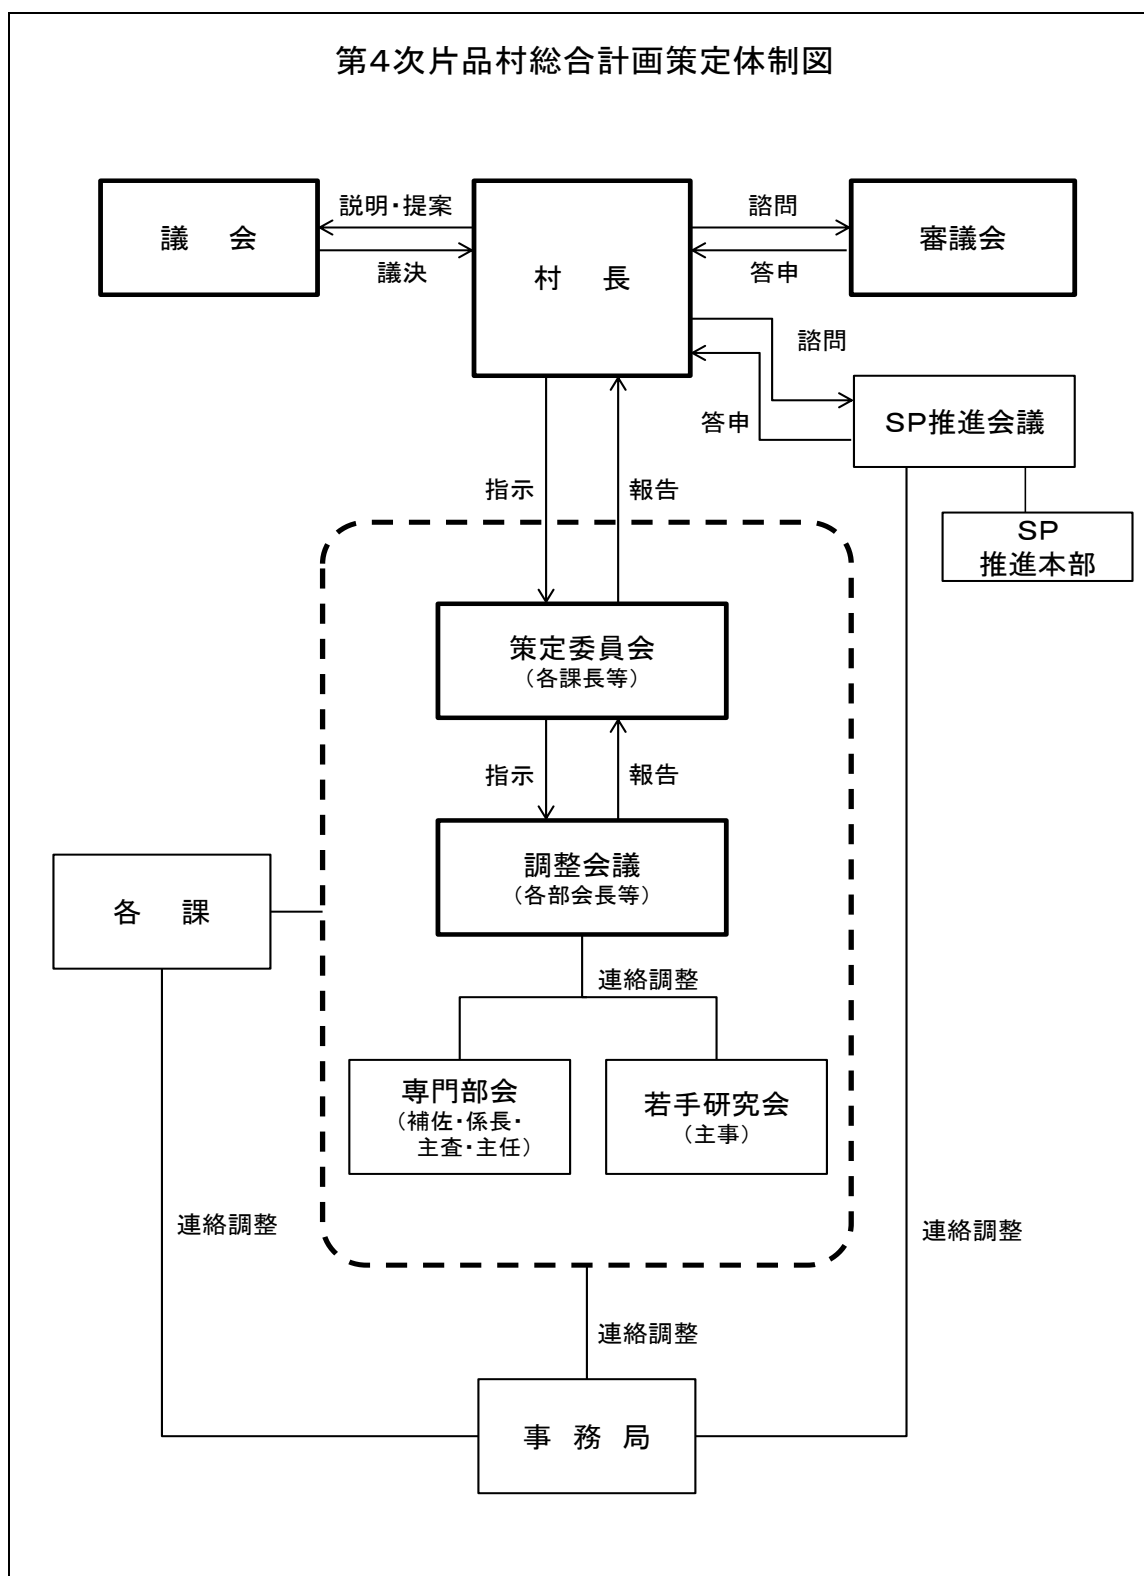 第4次片品村総合計画策定体制図
議 会
説明・提案
議決
村 長
諮問
答申
審議会
諮問
答申
SP推進会議
SP
推進本部
指示
報告
策定委員会
（各課長等）
指示
報告
調整会議
（各部会長等）
各 課
連絡調整
専門部会
（補佐・係長・
主査・主任）
若手研究会
（主事）
連絡調整
連絡調整
連絡調整
事 務 局